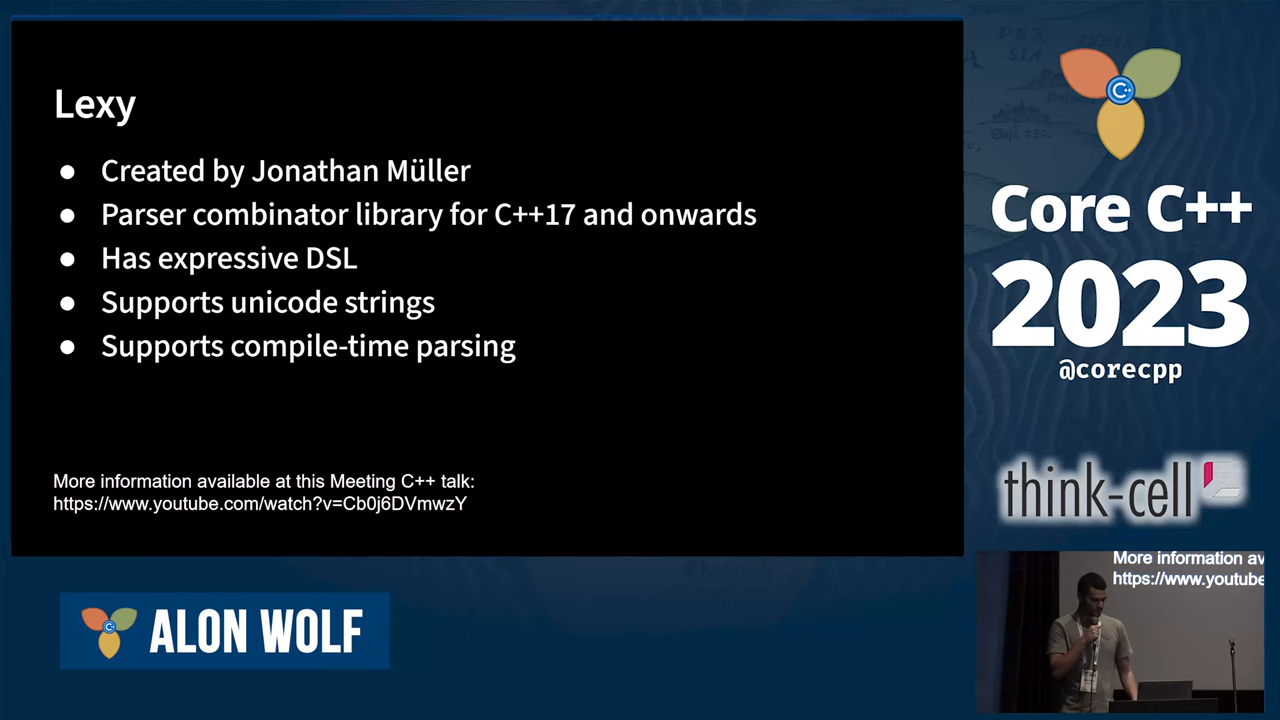 Lexy
● Created by Jonathan Müller
● Parser combinator library for C++17 and onwards
● Has expressive DSL
● Supports unicode strings
● Supports compile-time parsing
More information available at this Meeting C++ talk:
https://www.youtube.com/watch?v=Cb0j6DVmwzY
C++
Core C++
2023
@corecpp
think-cell
More information av
https://www.youtube
ALON WOLF